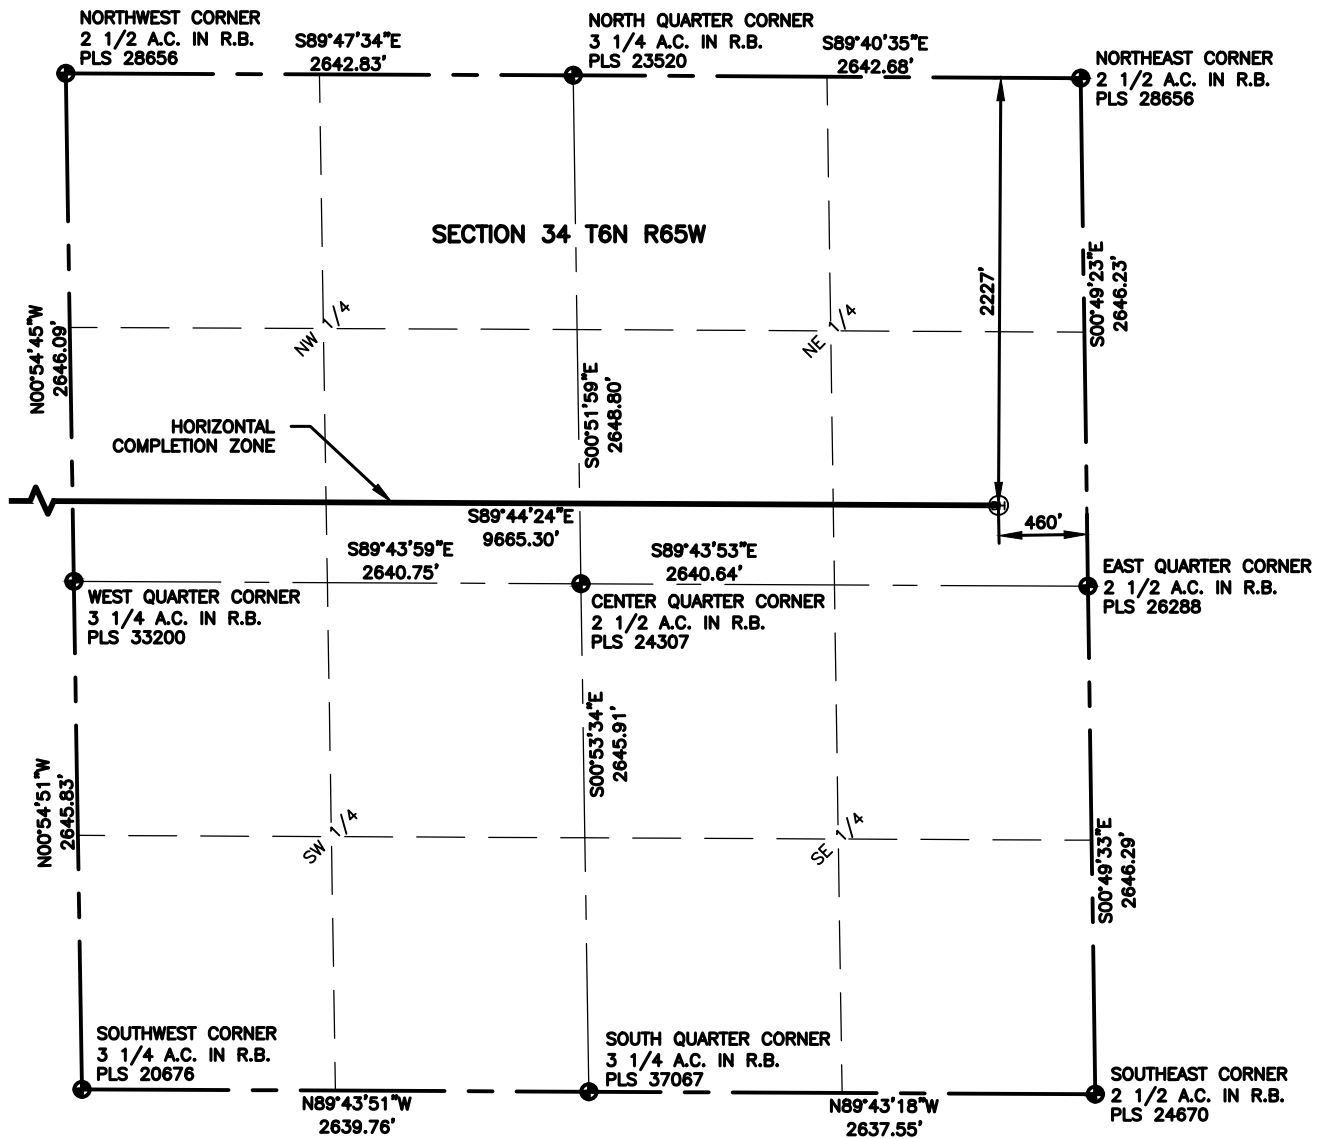 NORTHWEST CORNER
2 1/2 A.C. IN R.B.
PLS 28656
S89°47'34"E
2642.83'
NORTH QUARTER CORNER
3 1/4 A.C. IN R.B.
PLS 23520
S89°40'35"E
2642.68'
NORTHEAST CORNER
2 1/2 A.C. IN R.B.
PLS 28656
SECTION 34 T6N R65W
2227'
S00°49'23"E
2646.23'
N00°54'45"W
2646.09'
NW 1/4
NE 1/4
S00°51'59"E
2648.80'
HORIZONTAL
COMPLETION ZONE
S89°44'24"E
9665.30'
460'
S89°43'59"E
2640.75'
S89°43'53"E
2640.64'
WEST QUARTER CORNER
3 1/4 A.C. IN R.B.
PLS 33200
CENTER QUARTER CORNER
2 1/2 A.C. IN R.B.
PLS 24307
EAST QUARTER CORNER
2 1/2 A.C. IN R.B.
PLS 26288
S00°53'34"E
2645.91'
N00°54'51"W
2645.83'
SW 1/4
SE 1/4
S00°49'33"E
2646.29'
SOUTHWEST CORNER
3 1/4 A.C. IN R.B.
PLS 20676
N89°43'51"W
2639.76'
SOUTH QUARTER CORNER
3 1/4 A.C. IN R.B.
PLS 37067
N89°43'18"W
2637.55'
SOUTHEAST CORNER
2 1/2 A.C. IN R.B.
PLS 24670